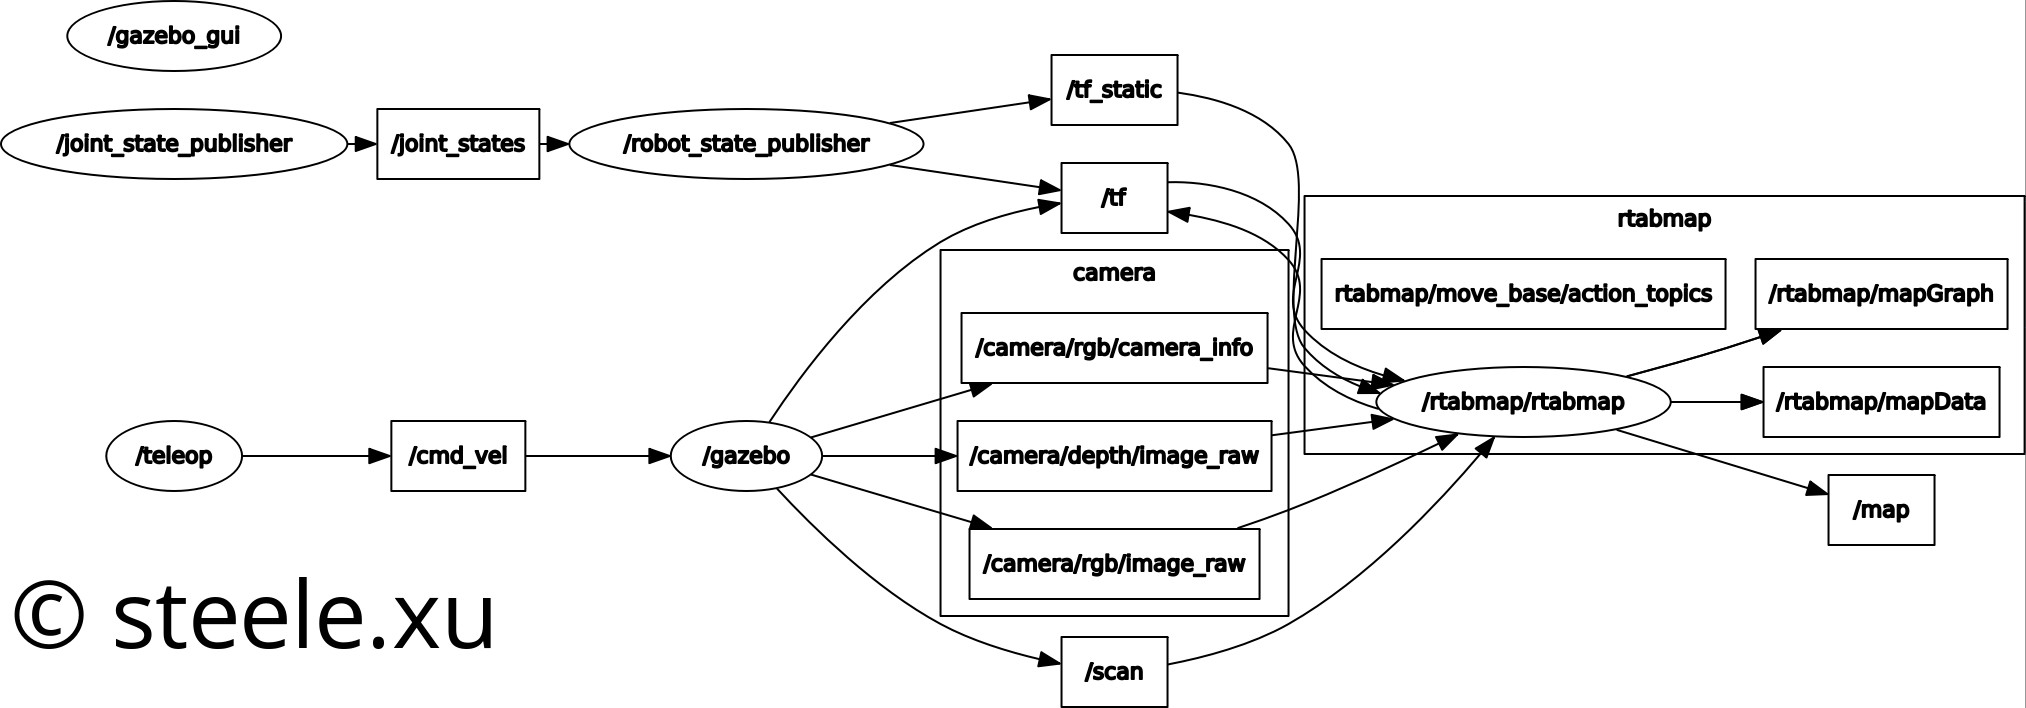 /gazebo_gui
/joint_state_publisher
/joint_states
/robot_state_publisher
/tf_static
/tf
rtabmap
rtabmap/move_base/action_topics
/rtabmap/mapGraph
/rtabmap/rtabmap
/rtabmap/mapData
/map
camera
/camera/rgb/camera_info
/camera/depth/image_raw
/camera/rgb/image_raw
/teleop
/cmd_vel
/gazebo
/scan
© steele.xu